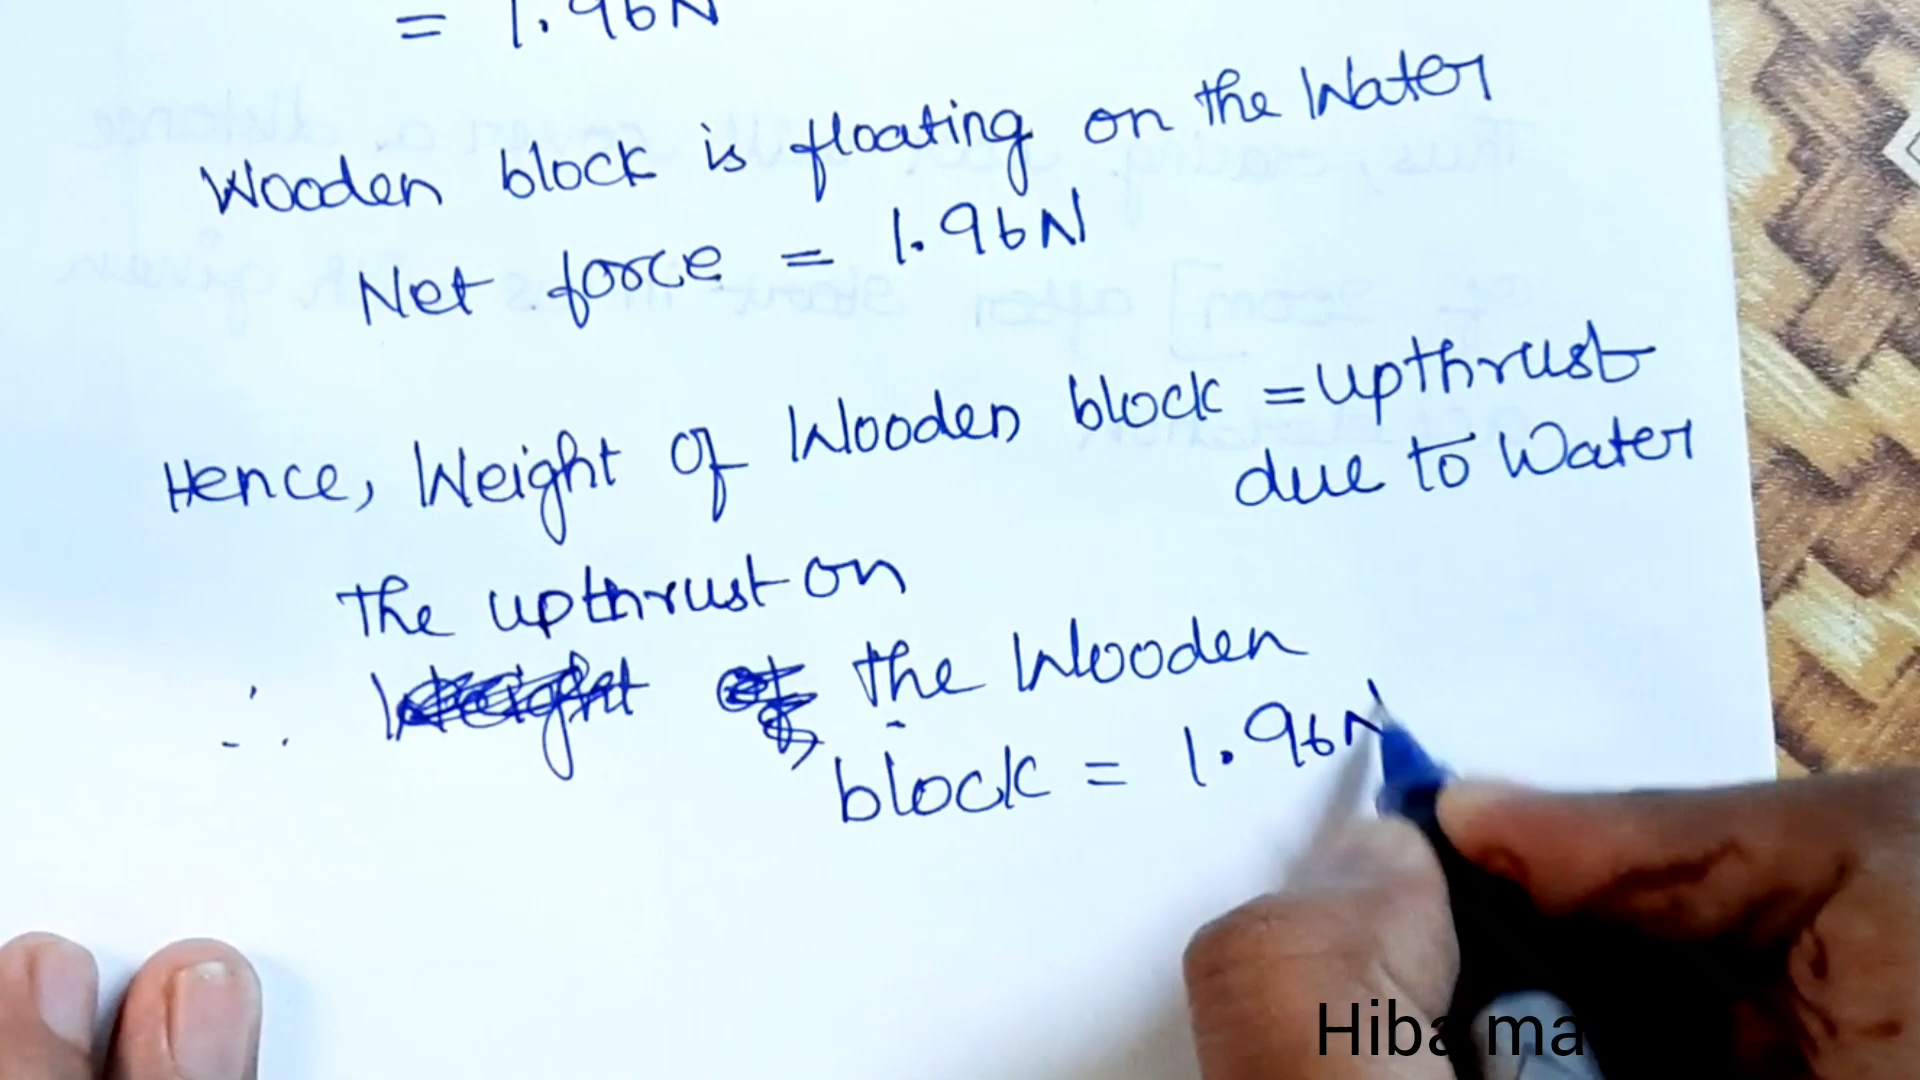 = 1.96N
Wooden block is floating on the Water
Net force = 1.96N
Hence, Weight of Wooden block = upthrust
due to Water
The upthrust on
∴ the Wooden
block = 1.96N
Hiba